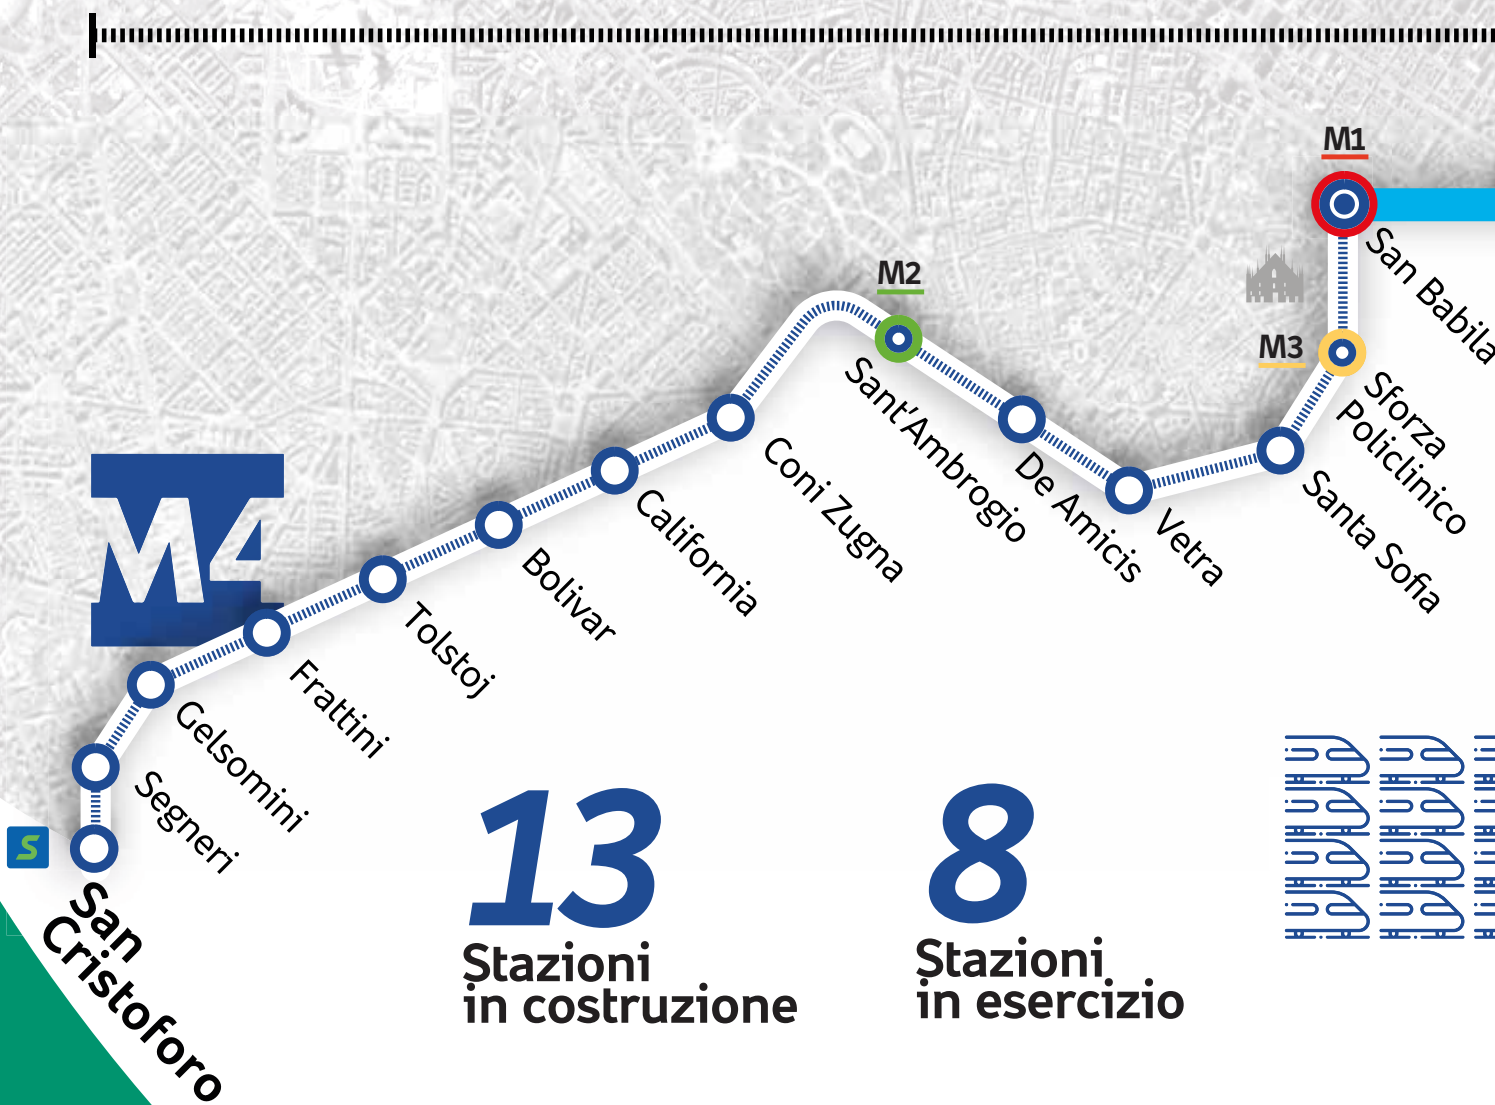 M1
San Babila
M2
M3
Sforza
Policlinico
Sant'Ambrogio
De Amicis
Vetra
Santa Sofia
Coni Zugna
California
Bolivar
Tolstoj
Frattini
Gelsomini
Segneri
M4
S
San
Cristoforo
13
Stazioni
in costruzione
8
Stazioni
in esercizio